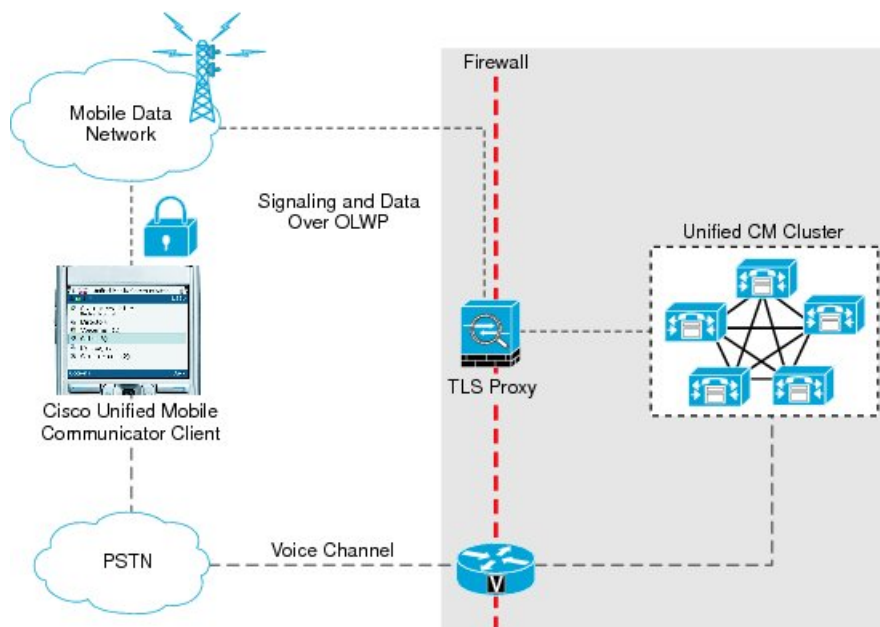 Firewall
Mobile Data
Network
Signaling and Data
Over OLWP
Unified CM Cluster
TLS Proxy
Cisco Unified Mobile
Communicator Client
PSTN
Voice Channel
V